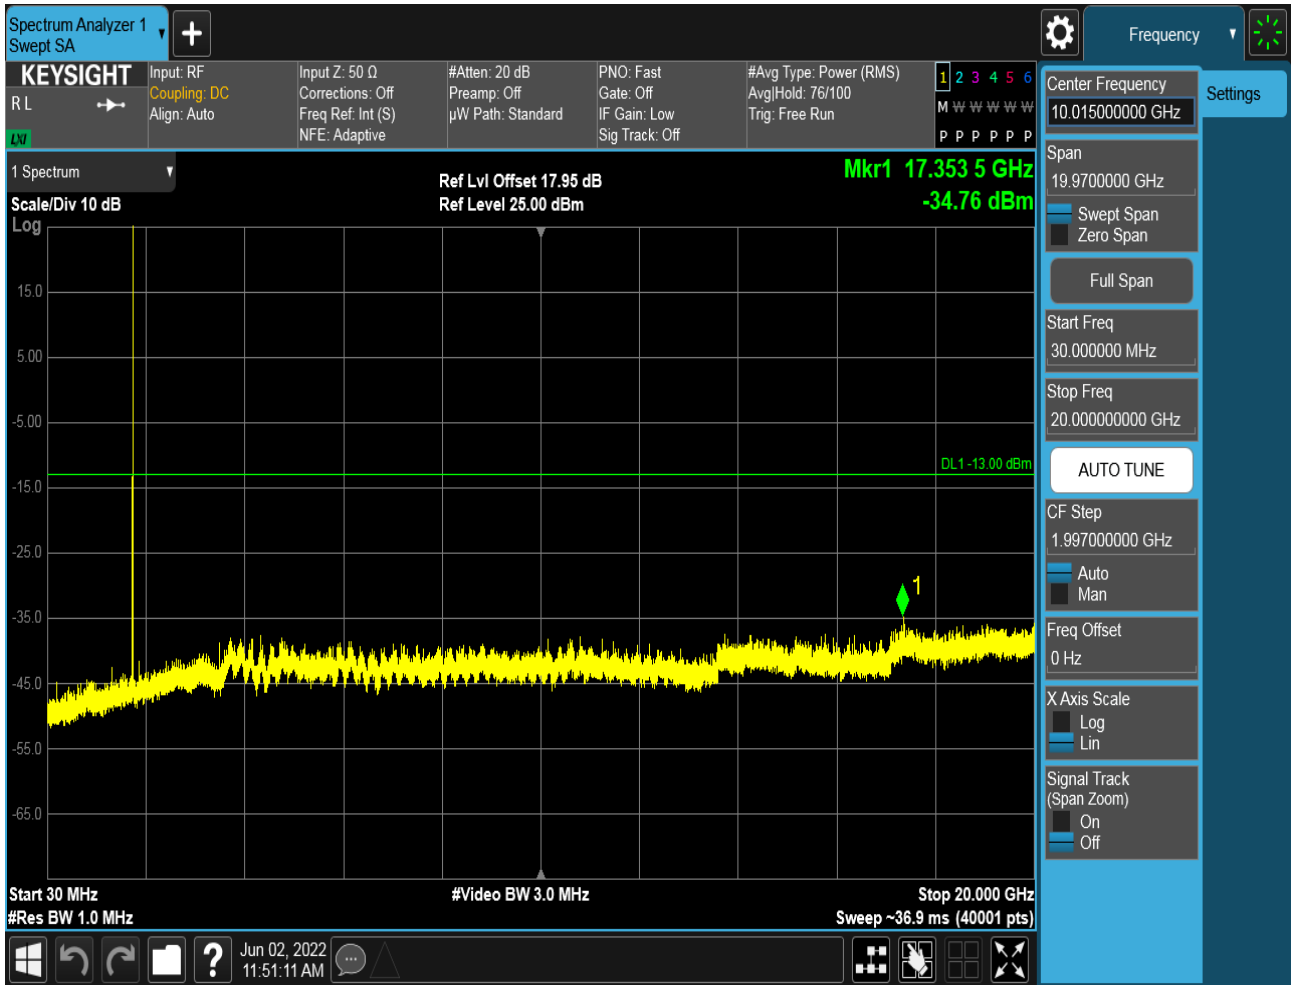 Spectrum Analyzer 1
Swept SA
Frequency
KEYSIGHT
R L
LXI
Input: RF
Coupling: DC
Align: Auto
Input Z: 50 Ω
Corrections: Off
Freq Ref: Int (S)
NFE: Adaptive
#Atten: 20 dB
Preamp: Off
µW Path: Standard
PNO: Fast
Gate: Off
IF Gain: Low
Sig Track: Off
#Avg Type: Power (RMS)
Avg|Hold: 76/100
Trig: Free Run
1 2 3 4 5 6
M W W W W W
P P P P P P
1 Spectrum
Scale/Div 10 dB
Log
Ref Lvl Offset 17.95 dB
Ref Level 25.00 dBm
Mkr1 17.353 5 GHz
-34.76 dBm
15.0
5.00
-5.00
-15.0
-25.0
-35.0
-45.0
-55.0
-65.0
DL1 -13.00 dBm
1
Start 30 MHz
#Res BW 1.0 MHz
#Video BW 3.0 MHz
Stop 20.000 GHz
Sweep ~36.9 ms (40001 pts)
Center Frequency
10.015000000 GHz
Settings
Span
19.9700000 GHz
Swept Span
Zero Span
Full Span
Start Freq
30.000000 MHz
Stop Freq
20.000000000 GHz
AUTO TUNE
CF Step
1.997000000 GHz
Auto
Man
Freq Offset
0 Hz
X Axis Scale
Log
Lin
Signal Track
(Span Zoom)
On
Off
?
Jun 02, 2022
11:51:11 AM